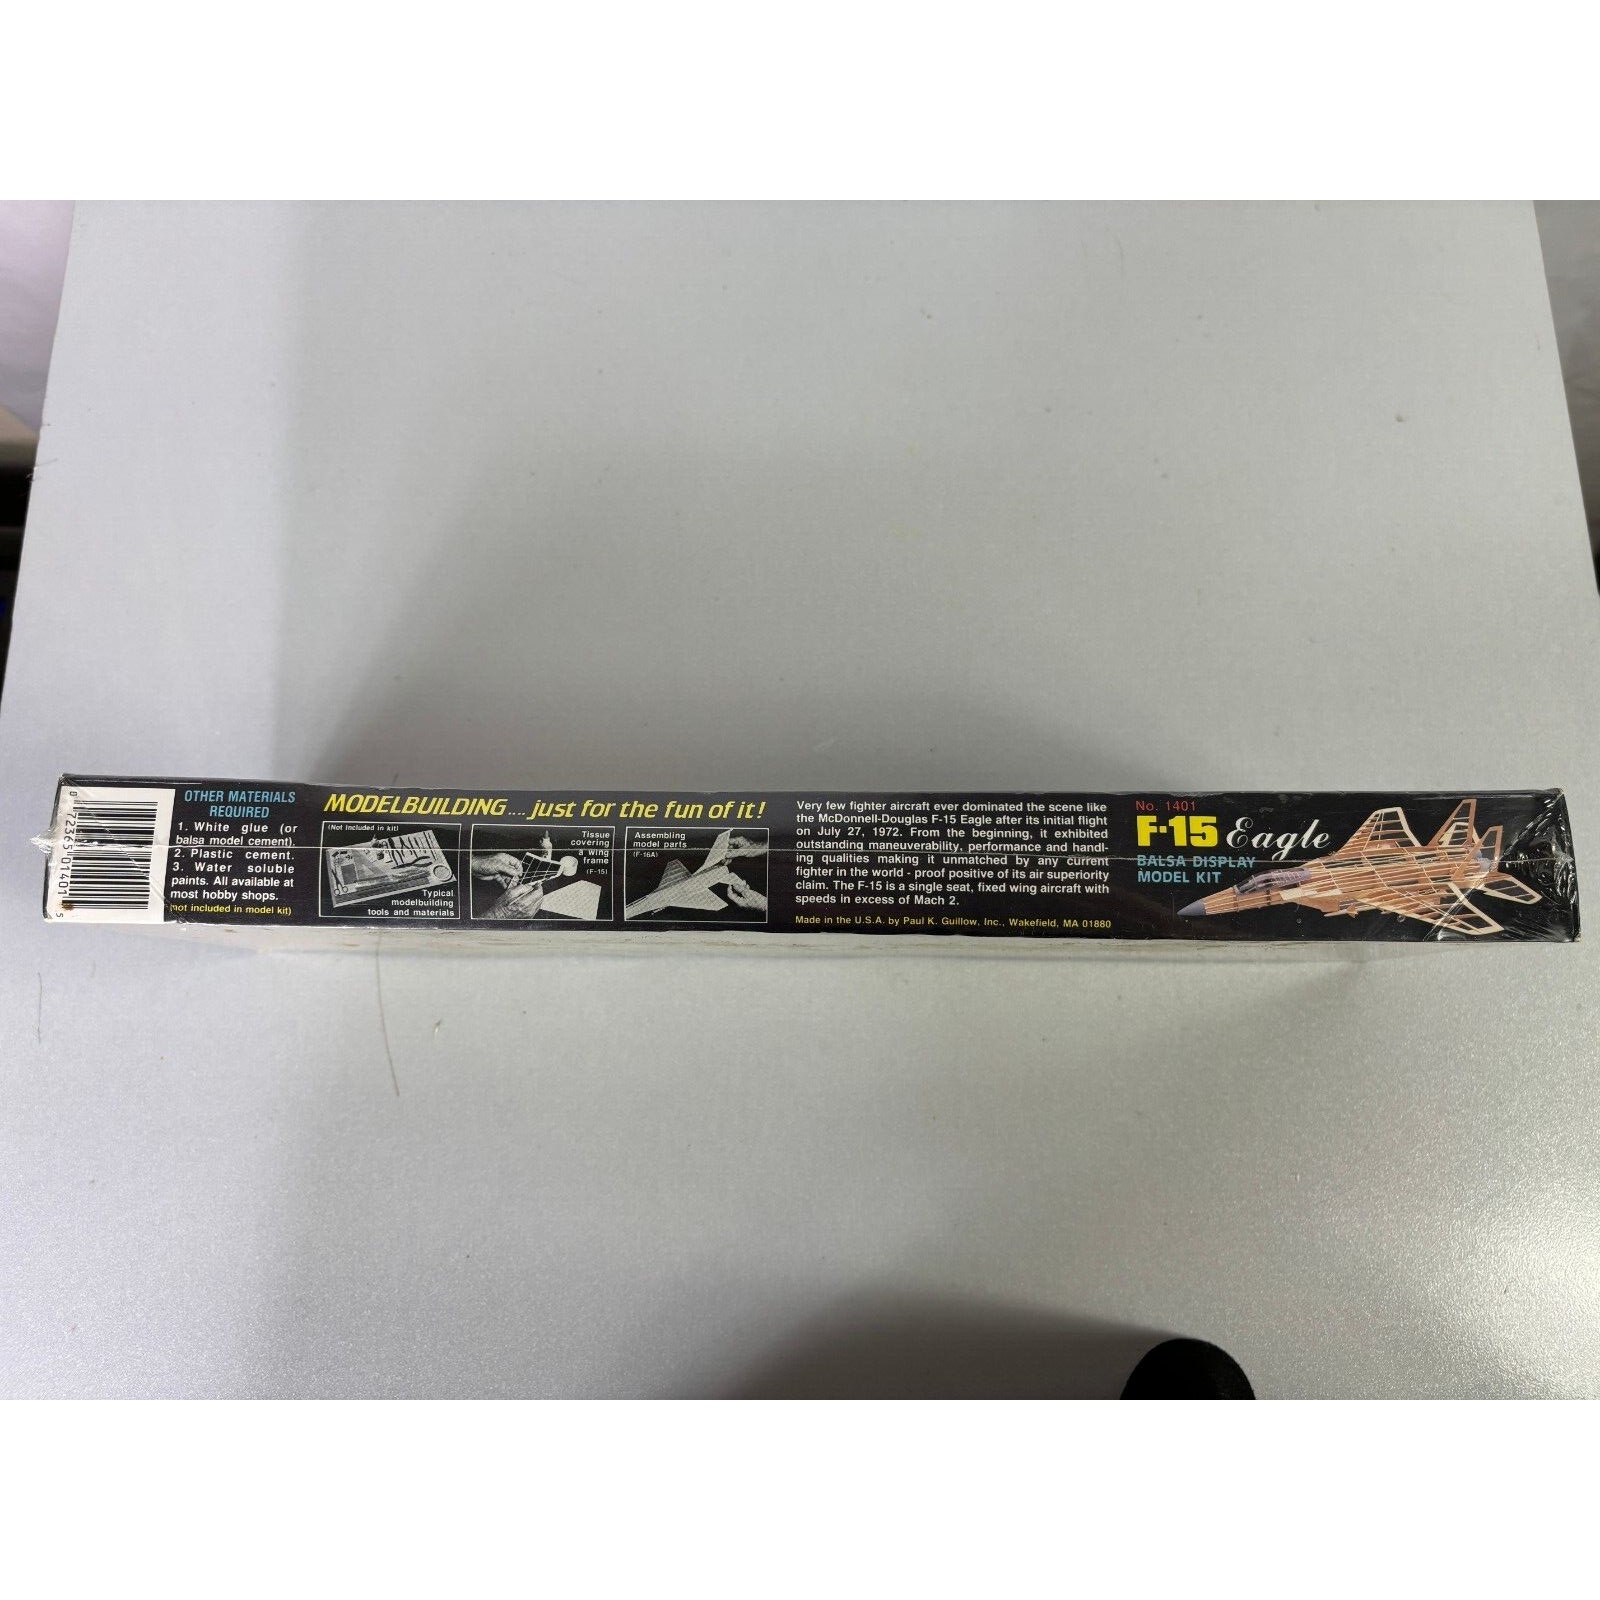 0 72365 01401 5
OTHER MATERIALS
REQUIRED
1. White glue (or
balsa model cement).
2. Plastic cement.
3. Water soluble
paints. All available at
most hobby shops.
(not included in model kit)
MODELBUILDING.... just for the fun of it!
(Not included in kit)
Typical
modelbuilding
tools and materials
Tissue
covering
a wing
frame
(F-15)
Assembling
model parts
(F-16A)
Very few fighter aircraft ever dominated the scene like
the McDonnell-Douglas F-15 Eagle after its initial flight
on July 27, 1972. From the beginning, it exhibited
outstanding maneuverability, performance and handl-
ing qualities making it unmatched by any current
fighter in the world - proof positive of its air superiority
claim. The F-15 is a single seat, fixed wing aircraft with
speeds in excess of Mach 2.
Made in the U.S.A. by Paul K. Guillow, Inc., Wakefield, MA 01880
No. 1401
F-15 Eagle
BALSA DISPLAY
MODEL KIT